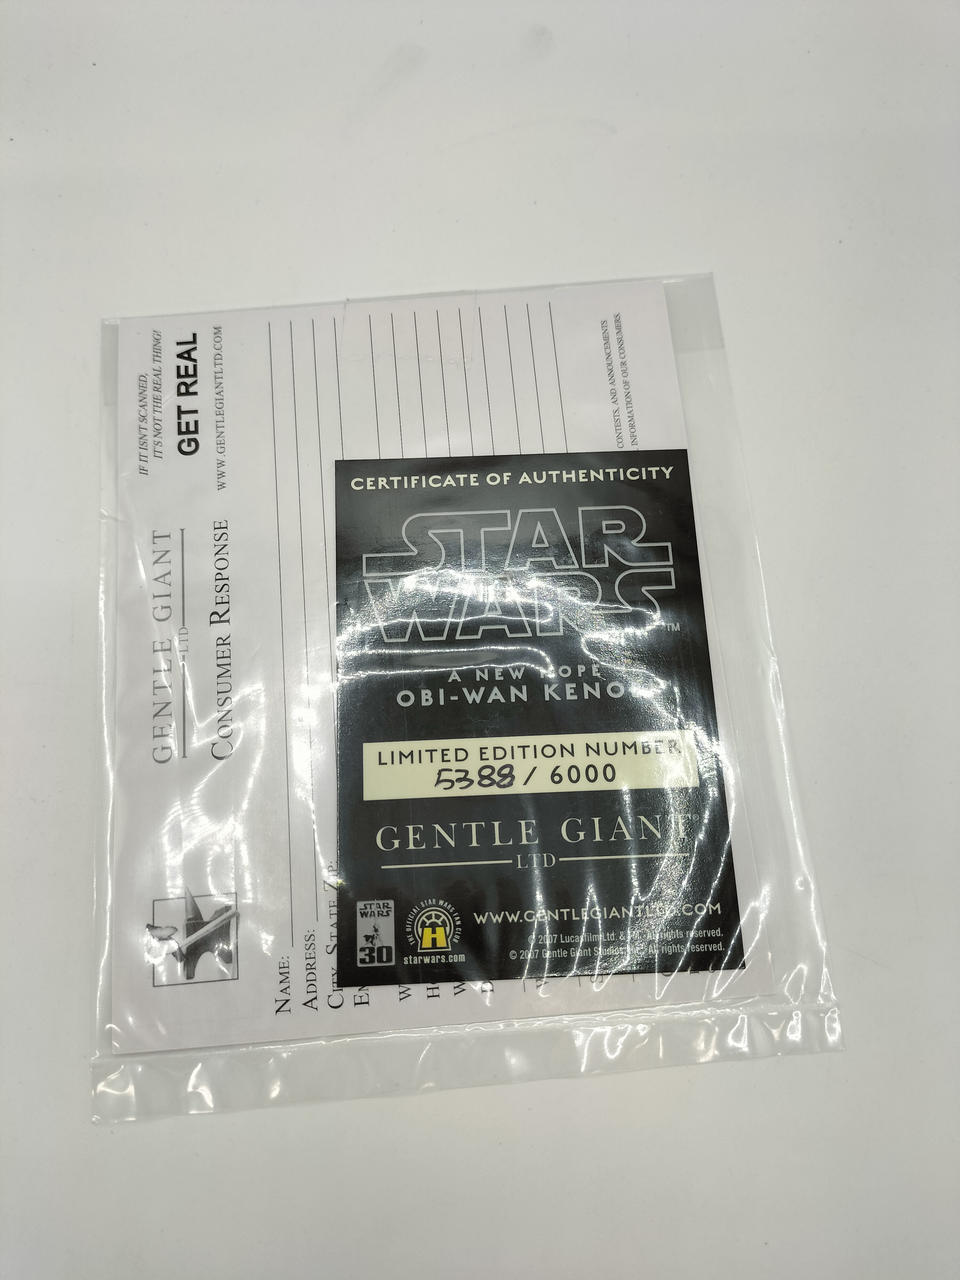 IF IT ISN'T SCANNED,
IT'S NOT THE REAL THING!
GET REAL
WWW.GENTLEGIANTLTD.COM
GENTLE GIANT
LTD
CONSUMER RESPONSE
NAME:
ADDRESS:
CITY, STATE, ZIP:
CONTESTS, AND ANNOUNCEMENTS
INFORMATION OF OUR CONSUMERS.
CERTIFICATE OF AUTHENTICITY
STAR
WARS
TM
A NEW HOPE
OBI-WAN KENO
LIMITED EDITION NUMBER
5388 / 6000
GENTLE GIANT®
LTD
STAR
WARS
30
THE OFFICIAL STAR WARS FAN CLUB
H
starwars.com
WWW.GENTLEGIANTLTD.COM
© 2007 Lucasfilm Ltd. & TM. All rights reserved.
© 2007 Gentle Giant Studios, All rights reserved.